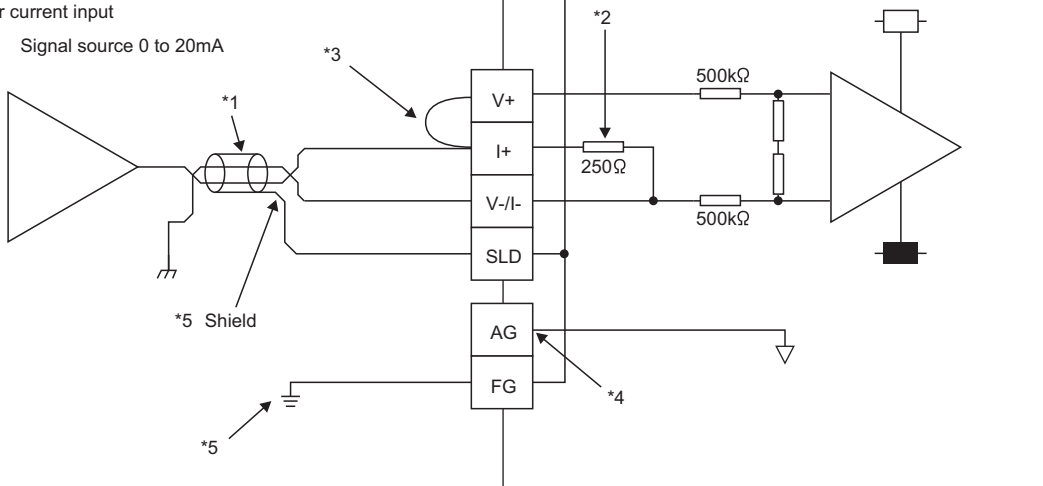 r current input
Signal source 0 to 20mA
*1
*3
*2
V+
500kΩ
I+
250Ω
V-/I-
500kΩ
SLD
*5 Shield
AG
FG
*4
*5